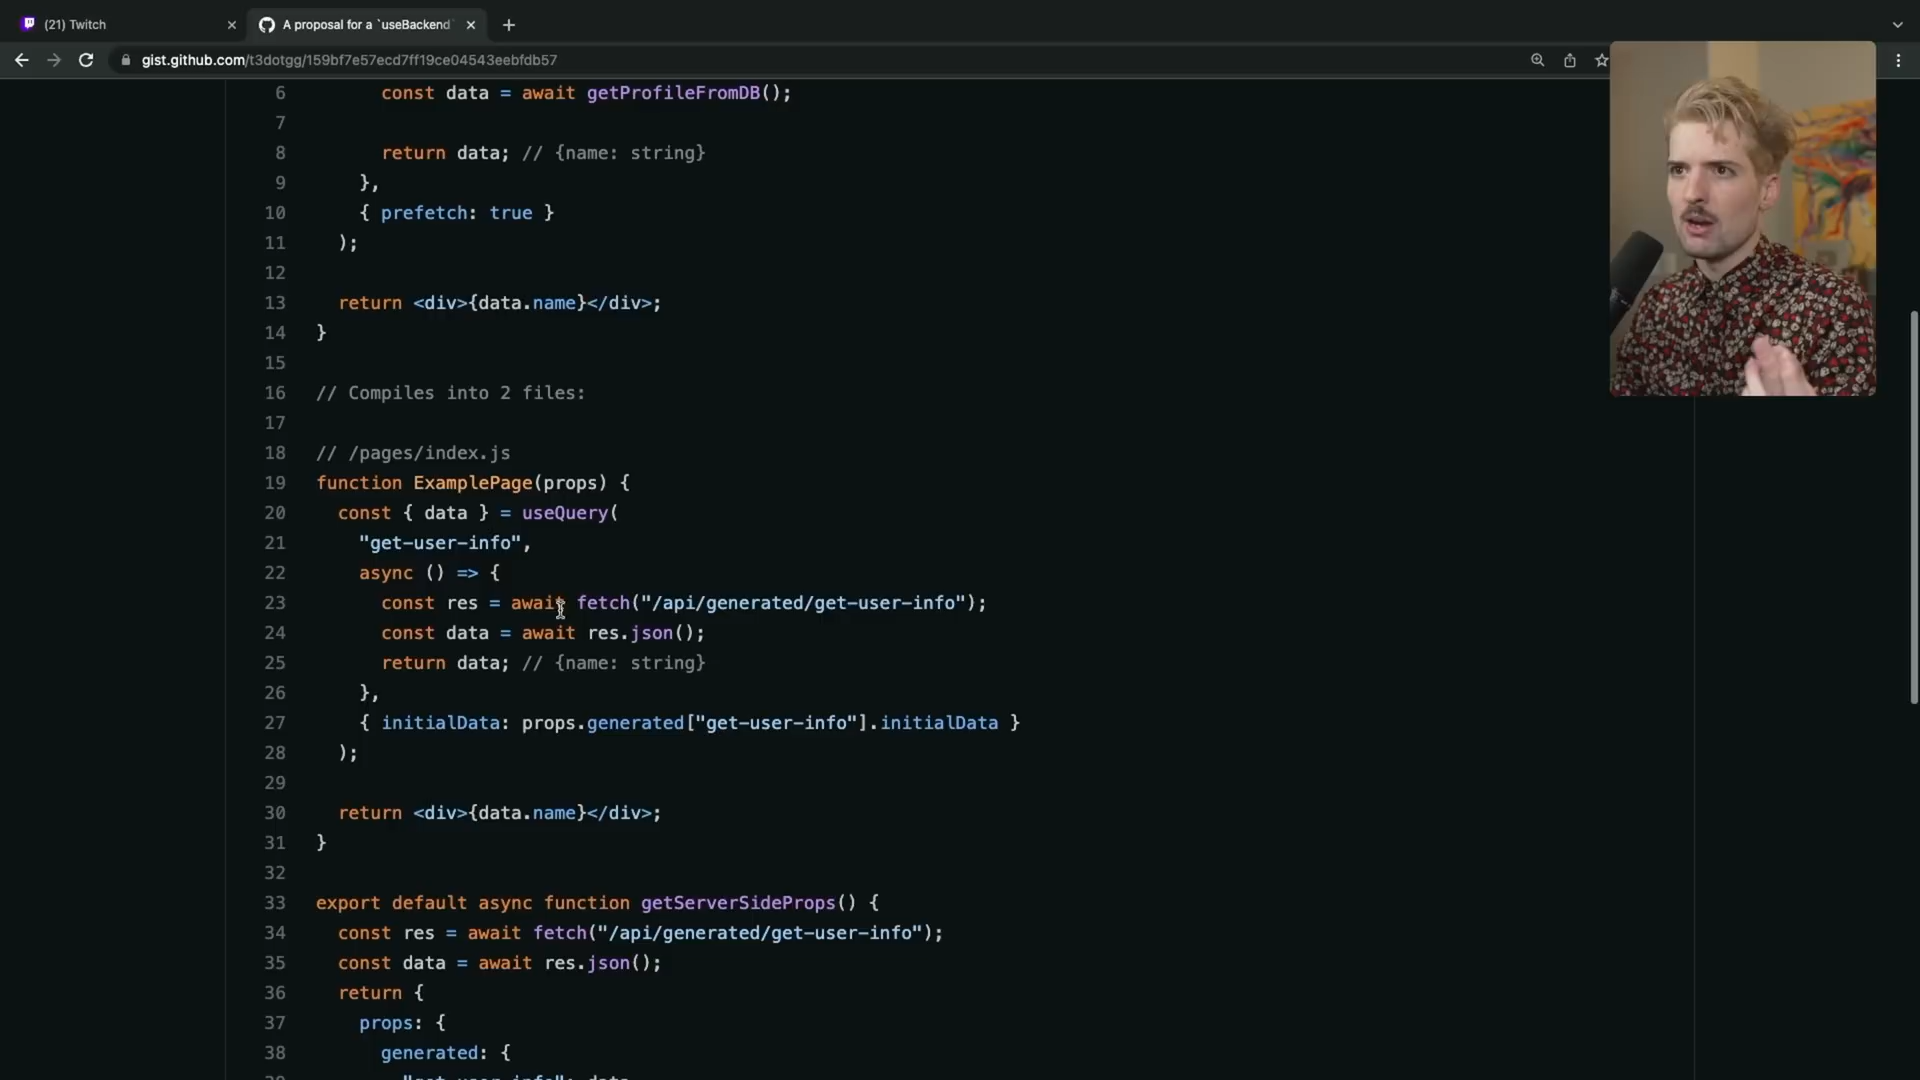 (21) Twitch
A proposal for a `useBackend`
gist.github.com/t3dotgg/159bf7e57ecd7ff19ce04543eebfdb57
6 const data = await getProfileFromDB();
7
8 return data; // {name: string}
9 },
10 { prefetch: true }
11 );
12
13 return <div>{data.name}</div>;
14 }
15
16 // Compiles into 2 files:
17
18 // /pages/index.js
19 function ExamplePage(props) {
20 const { data } = useQuery(
21 "get-user-info",
22 async () => {
23 const res = await fetch("/api/generated/get-user-info");
24 const data = await res.json();
25 return data; // {name: string}
26 },
27 { initialData: props.generated["get-user-info"].initialData }
28 );
29
30 return <div>{data.name}</div>;
31 }
32
33 export default async function getServerSideProps() {
34 const res = await fetch("/api/generated/get-user-info");
35 const data = await res.json();
36 return {
37 props: {
38 generated: {